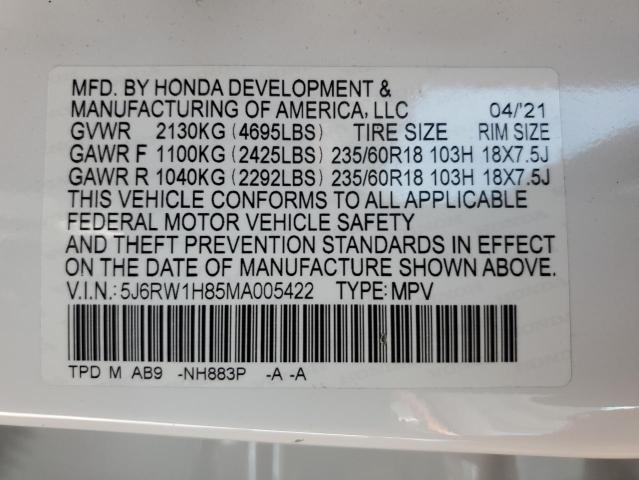 MFD. BY HONDA DEVELOPMENT &
MANUFACTURING OF AMERICA, LLC 04/'21
GVWR 2130KG (4695LBS) TIRE SIZE RIM SIZE
GAWR F 1100KG (2425LBS) 235/60R18 103H 18X7.5J
GAWR R 1040KG (2292LBS) 235/60R18 103H 18X7.5J
THIS VEHICLE CONFORMS TO ALL APPLICABLE
FEDERAL MOTOR VEHICLE SAFETY
AND THEFT PREVENTION STANDARDS IN EFFECT
ON THE DATE OF MANUFACTURE SHOWN ABOVE.
V.I.N.: 5J6RW1H85MA005422 TYPE: MPV
TPD M AB9 -NH883P -A -A